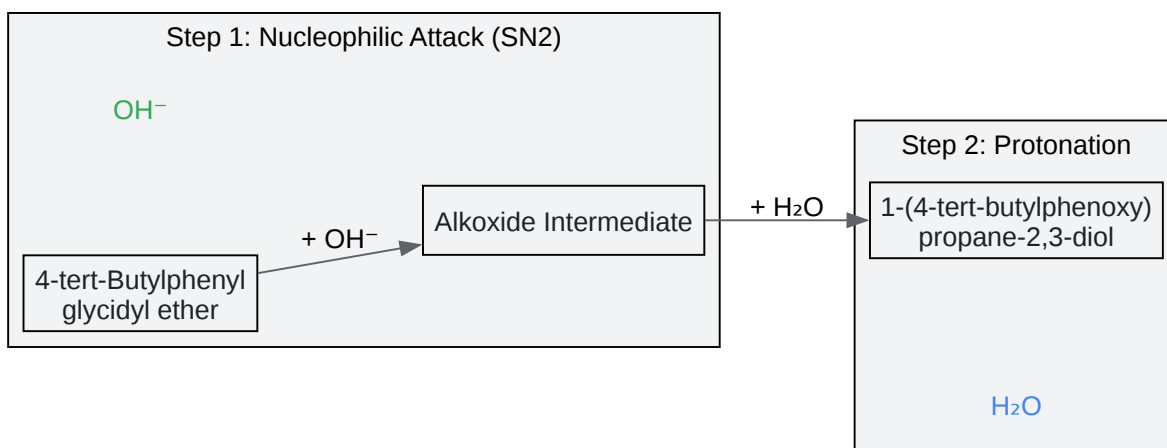 Step 1: Nucleophilic Attack (SN2)
OH⁻
4-tert-Butylphenyl
glycidyl ether
+ OH⁻
Alkoxide Intermediate
+ H₂O
Step 2: Protonation
1-(4-tert-butylphenoxy)
propane-2,3-diol
H₂O